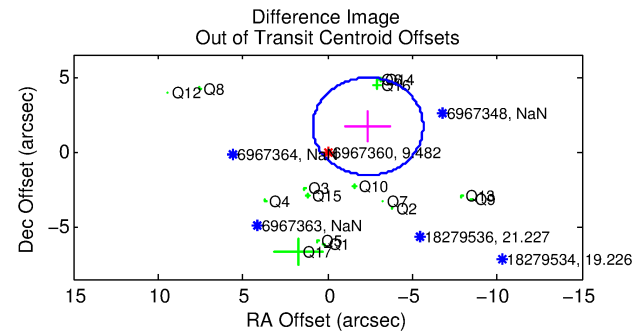 Difference Image
Out of Transit Centroid Offsets
Dec Offset (arcsec)
5
0
−5
Q12
Q8
Q14
Q16
6967348, NaN
6967364, NaN
6967360, 9.482
Q3
Q15
Q10
Q4
Q7
Q2
Q13
Q9
6967363, NaN
Q5
Q1
Q17
18279536, 21.227
18279534, 19.226
15
10
5
0
−5
−10
−15
RA Offset (arcsec)